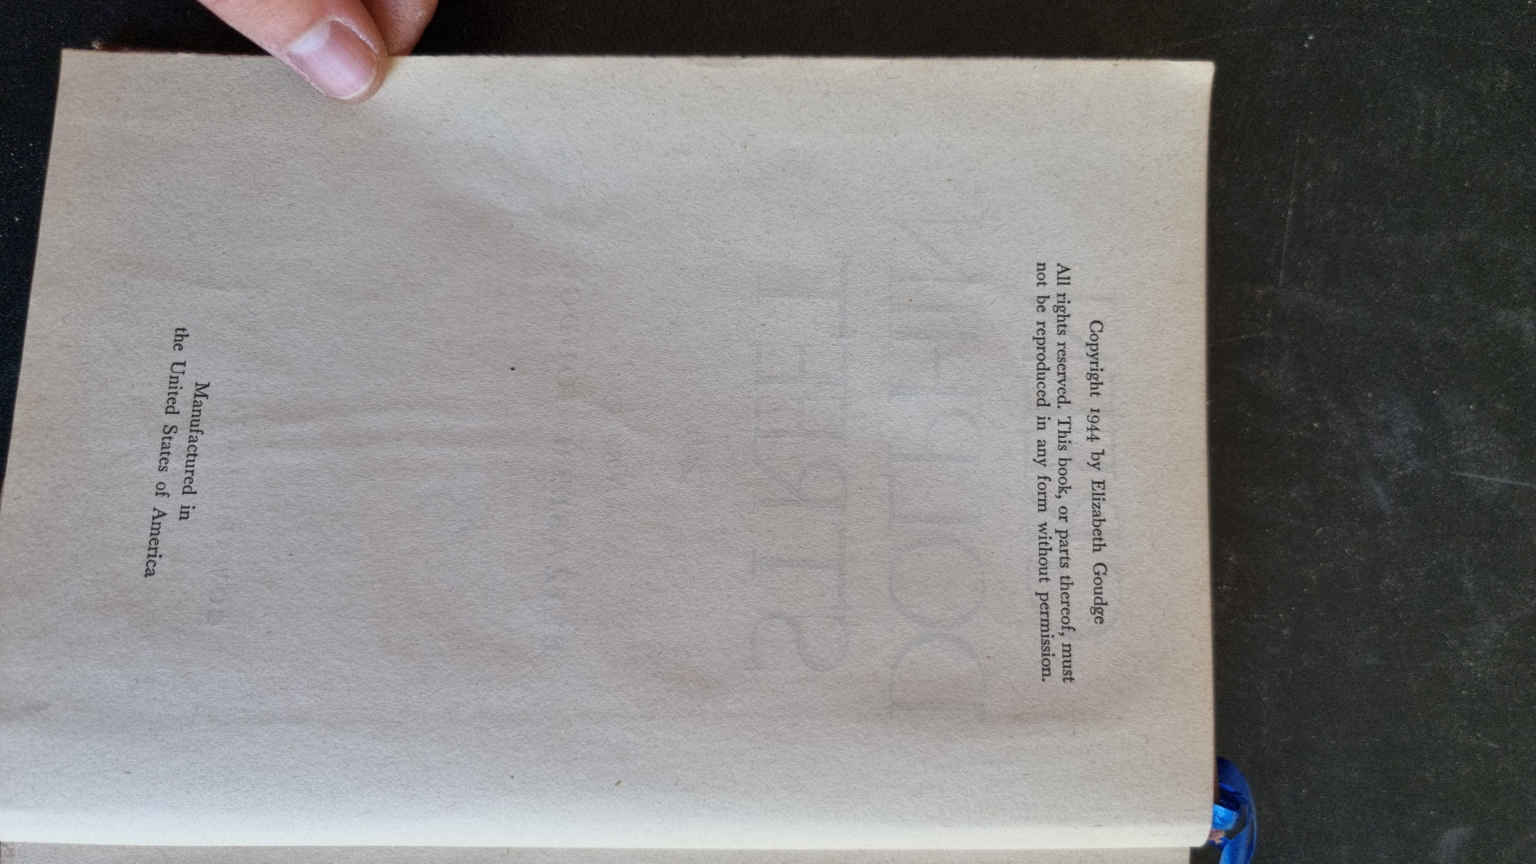 Copyright 1944 by Elizabeth Goudge
All rights reserved. This book, or parts thereof, must
not be reproduced in any form without permission.
Manufactured in
the United States of America